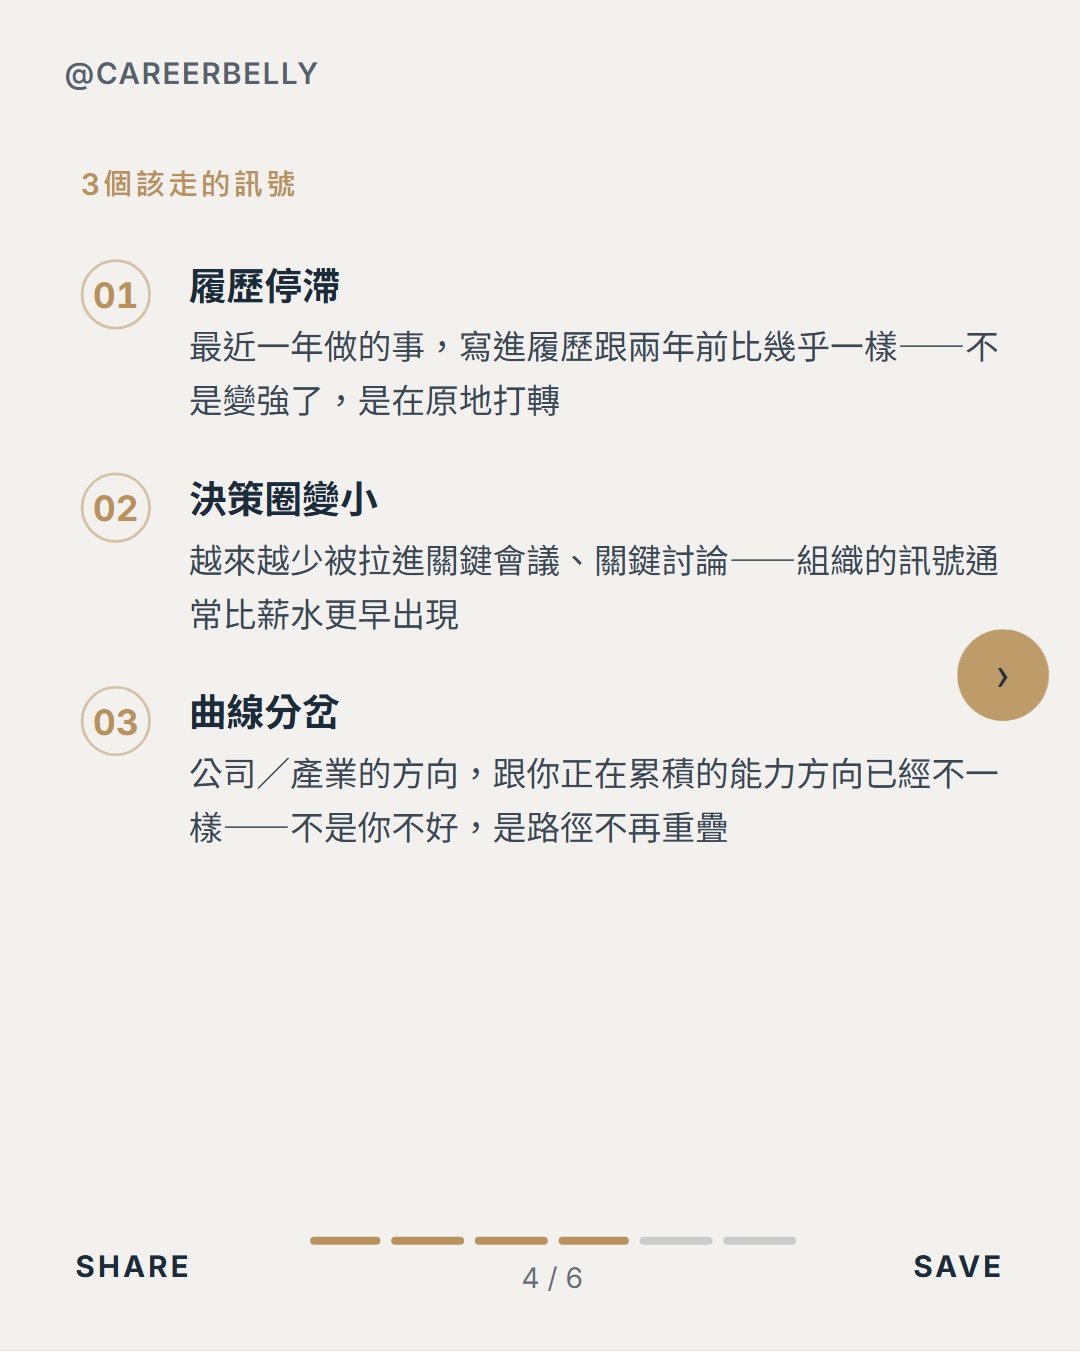 @CAREERBELLY
3個該走的訊號
01
履歷停滯
最近一年做的事，寫進履歷跟兩年前比幾乎一樣——不
是變強了，是在原地打轉
02
決策圈變小
越來越少被拉進關鍵會議、關鍵討論——組織的訊號通
常比薪水更早出現
03
曲線分岔
公司／產業的方向，跟你正在累積的能力方向已經不一
樣——不是你不好，是路徑不再重疊
›
SHARE
4 / 6
SAVE